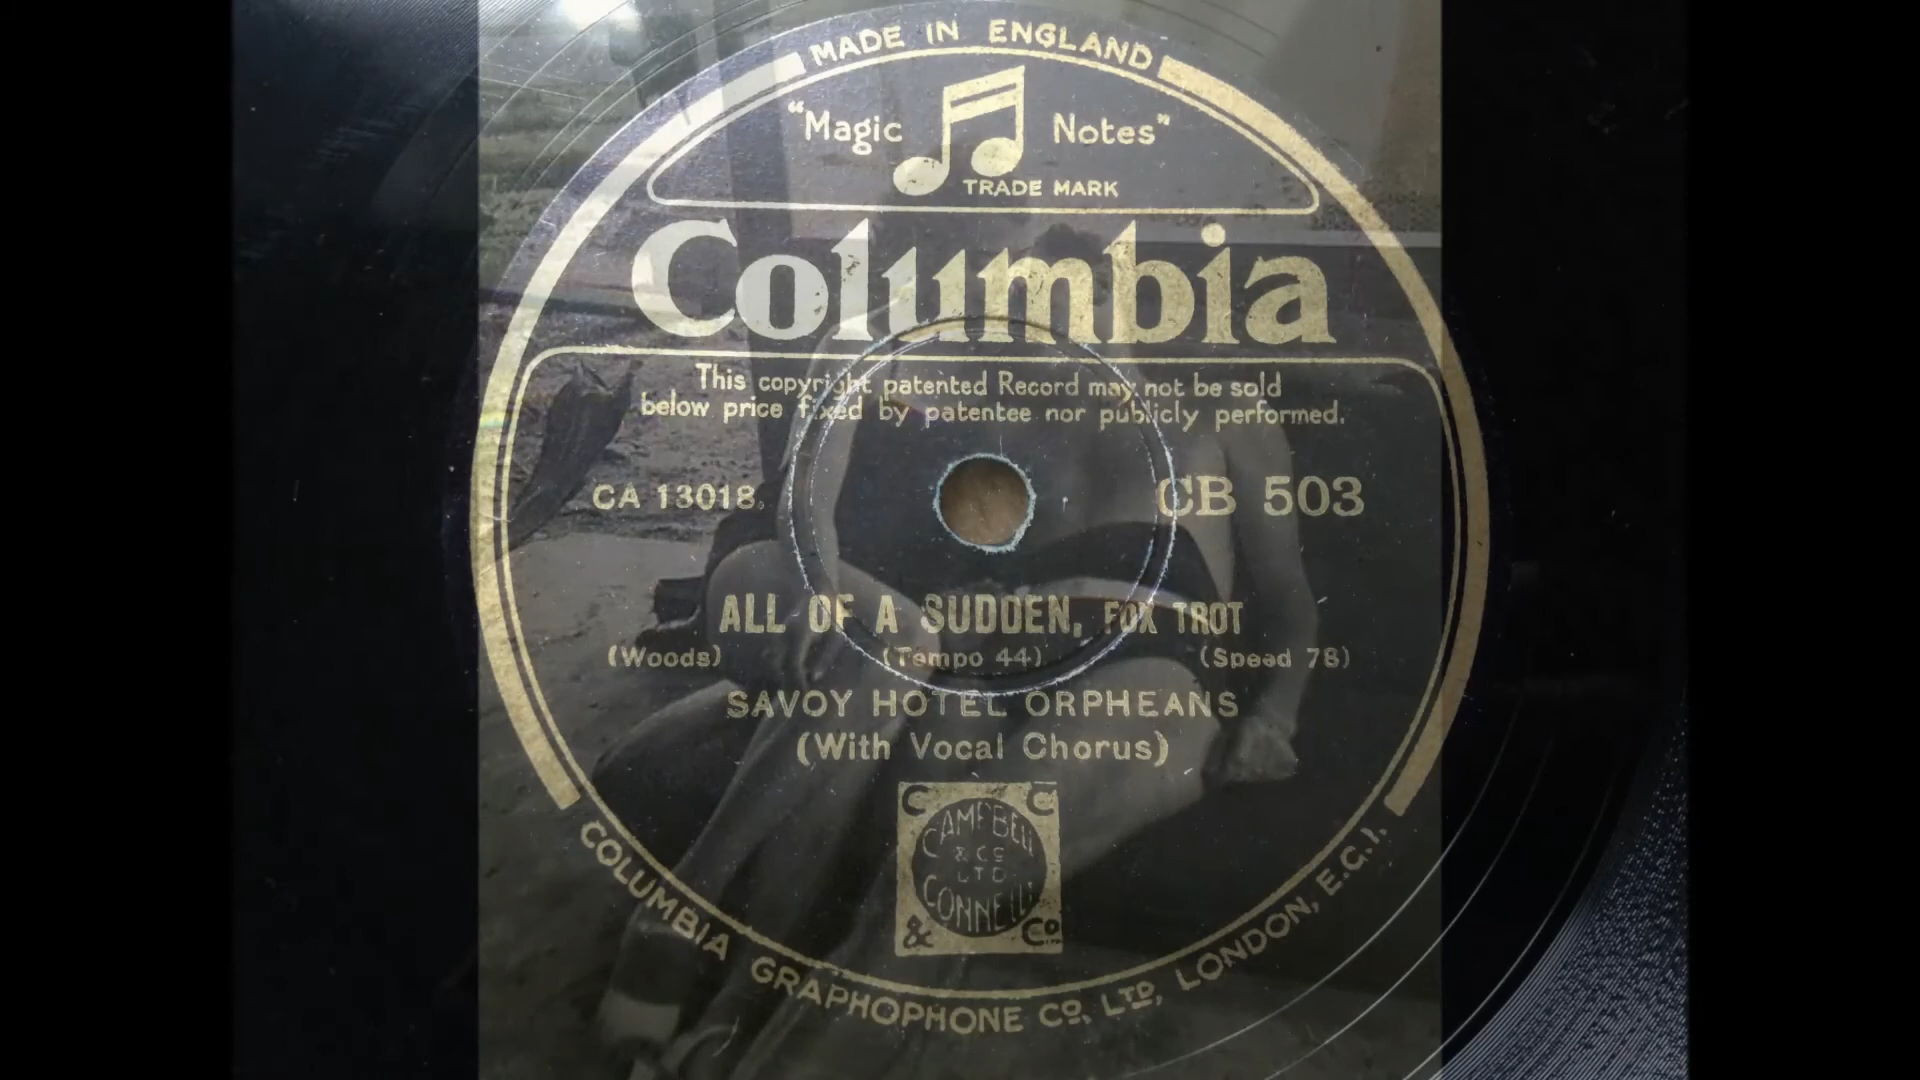 MADE IN ENGLAND
"Magic Notes"
TRADE MARK
Columbia
This copyright patented Record may not be sold
below price fixed by patentee nor publicly performed.
CA 13018. CB 503
ALL OF A SUDDEN, FOX TROT
(Woods) (Tempo 44) (Speed 78)
SAVOY HOTEL ORPHEANS
(With Vocal Chorus)
C C
CAMPBELL
& Co
LTD
CONNELLY
& Co
COLUMBIA GRAPHOPHONE Co. LTD, LONDON, E.C.1.